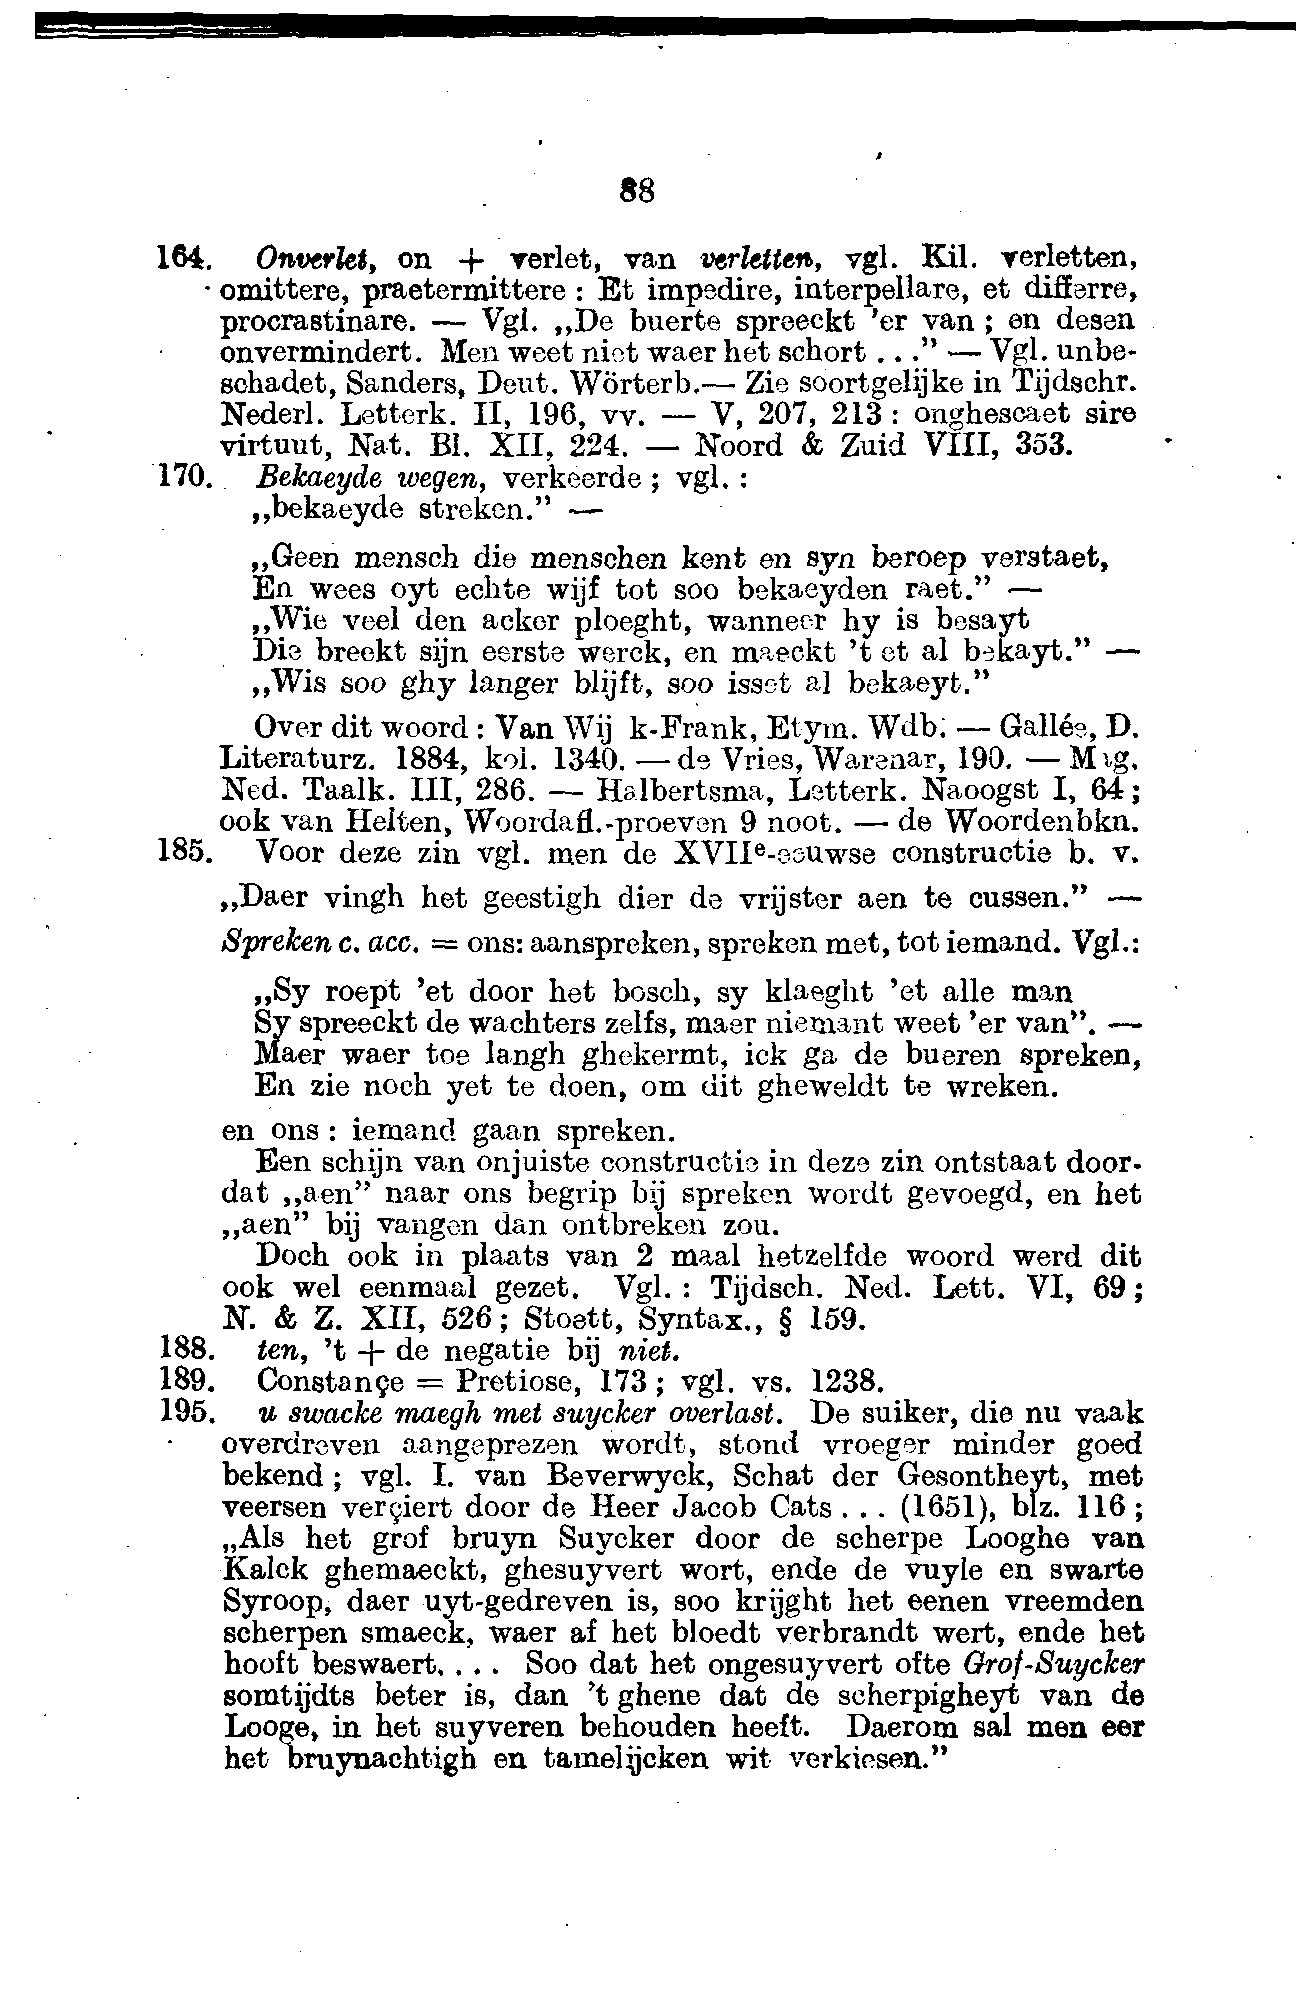 88
164. Onverlet, on + verlet, van verletten, vgl. Kil. verletten,
omittere, praetermittere : Et impedire, interpellare, et differre,
procrastinare. — Vgl. „De buerte spreeckt 'er van ; en desen
onvermindert. Men weet niet waer het schort ..." — Vgl. unbe-
schadet, Sanders, Deut. Wörterb.— Zie soortgelijke in Tijdschr.
Nederl. Letterk. II, 196, vv. — V, 207, 213 : onghescaet sire
virtuut, Nat. Bl. XII, 224. — Noord & Zuid VIII, 353.
170. Bekaeyde wegen, verkeerde ; vgl. :
„bekaeyde streken." —
„Geen mensch die menschen kent en syn beroep verstaet,
En wees oyt echte wijf tot soo bekaeyden raet." —
„Wie veel den acker ploeght, wanneer hy is besayt
Die breekt sijn eerste werck, en maeckt 't et al bekayt." —
„Wis soo ghy langer blijft, soo isset al bekaeyt."
Over dit woord : Van Wij k-Frank, Etym. Wdb. — Gallée, D.
Literaturz. 1884, kol. 1340. — de Vries, Warenar, 190. — Mag.
Ned. Taalk. III, 286. — Halbertsma, Letterk. Naoogst I, 64 ;
ook van Helten, Woordafl.-proeven 9 noot. — de Woordenbkn.
185. Voor deze zin vgl. men de XVIIe-eeuwse constructie b. v.
„Daer vingh het geestigh dier de vrijster aen te cussen." —
Spreken c. acc. = ons: aanspreken, spreken met, tot iemand. Vgl.:
„Sy roept 'et door het bosch, sy klaeght 'et alle man
Sy spreeckt de wachters zelfs, maer niemant weet 'er van". —
Maer waer toe langh ghekermt, ick ga de bueren spreken,
En zie noch yet te doen, om dit gheweldt te wreken.
en ons : iemand gaan spreken.
Een schijn van onjuiste constructie in deze zin ontstaat door-
dat „aen" naar ons begrip bij spreken wordt gevoegd, en het
„aen" bij vangen dan ontbreken zou.
Doch ook in plaats van 2 maal hetzelfde woord werd dit
ook wel eenmaal gezet. Vgl. : Tijdsch. Ned. Lett. VI, 69 ;
N. & Z. XII, 526 ; Stoett, Syntax., § 159.
188. ten, 't + de negatie bij niet.
189. Constançe = Pretiose, 173 ; vgl. vs. 1238.
195. u swacke maegh met suycker overlast. De suiker, die nu vaak
overdreven aangeprezen wordt, stond vroeger minder goed
bekend ; vgl. I. van Beverwyck, Schat der Gesontheyt, met
veersen verçiert door de Heer Jacob Cats ... (1651), blz. 116 ;
„Als het grof bruyn Suycker door de scherpe Looghe van
Kalck ghemaeckt, ghesuyvert wort, ende de vuyle en swarte
Syroop, daer uyt-gedreven is, soo krijght het eenen vreemden
scherpen smaeck, waer af het bloedt verbrandt wert, ende het
hooft beswaert.... Soo dat het ongesuyvert ofte Grof-Suycker
somtijdts beter is, dan 't ghene dat de scherpigheyt van de
Looge, in het suyveren behouden heeft. Daerom sal men eer
het bruynachtigh en tamelijcken wit verkiesen."